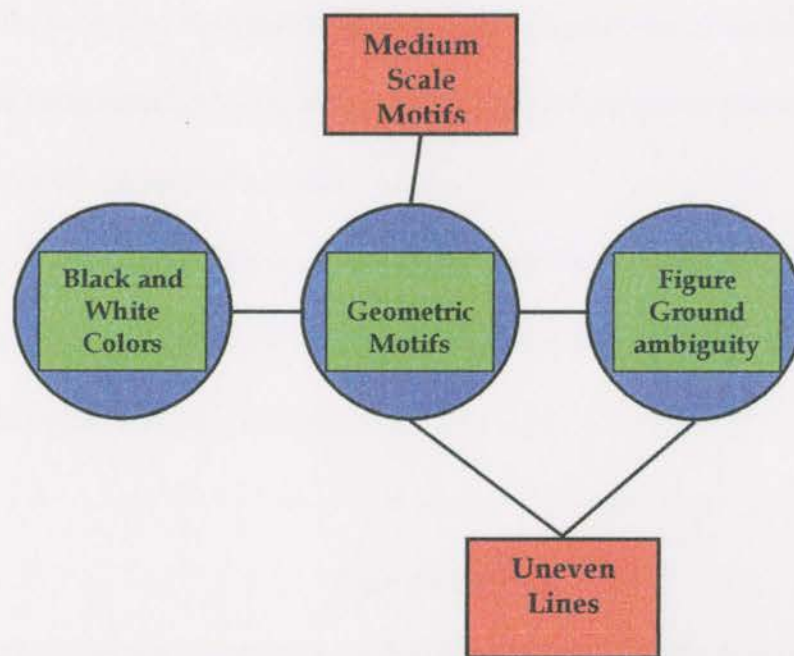 Medium
Scale
Motifs
Black and
White
Colors
Geometric
Motifs
Figure
Ground
ambiguity
Uneven
Lines